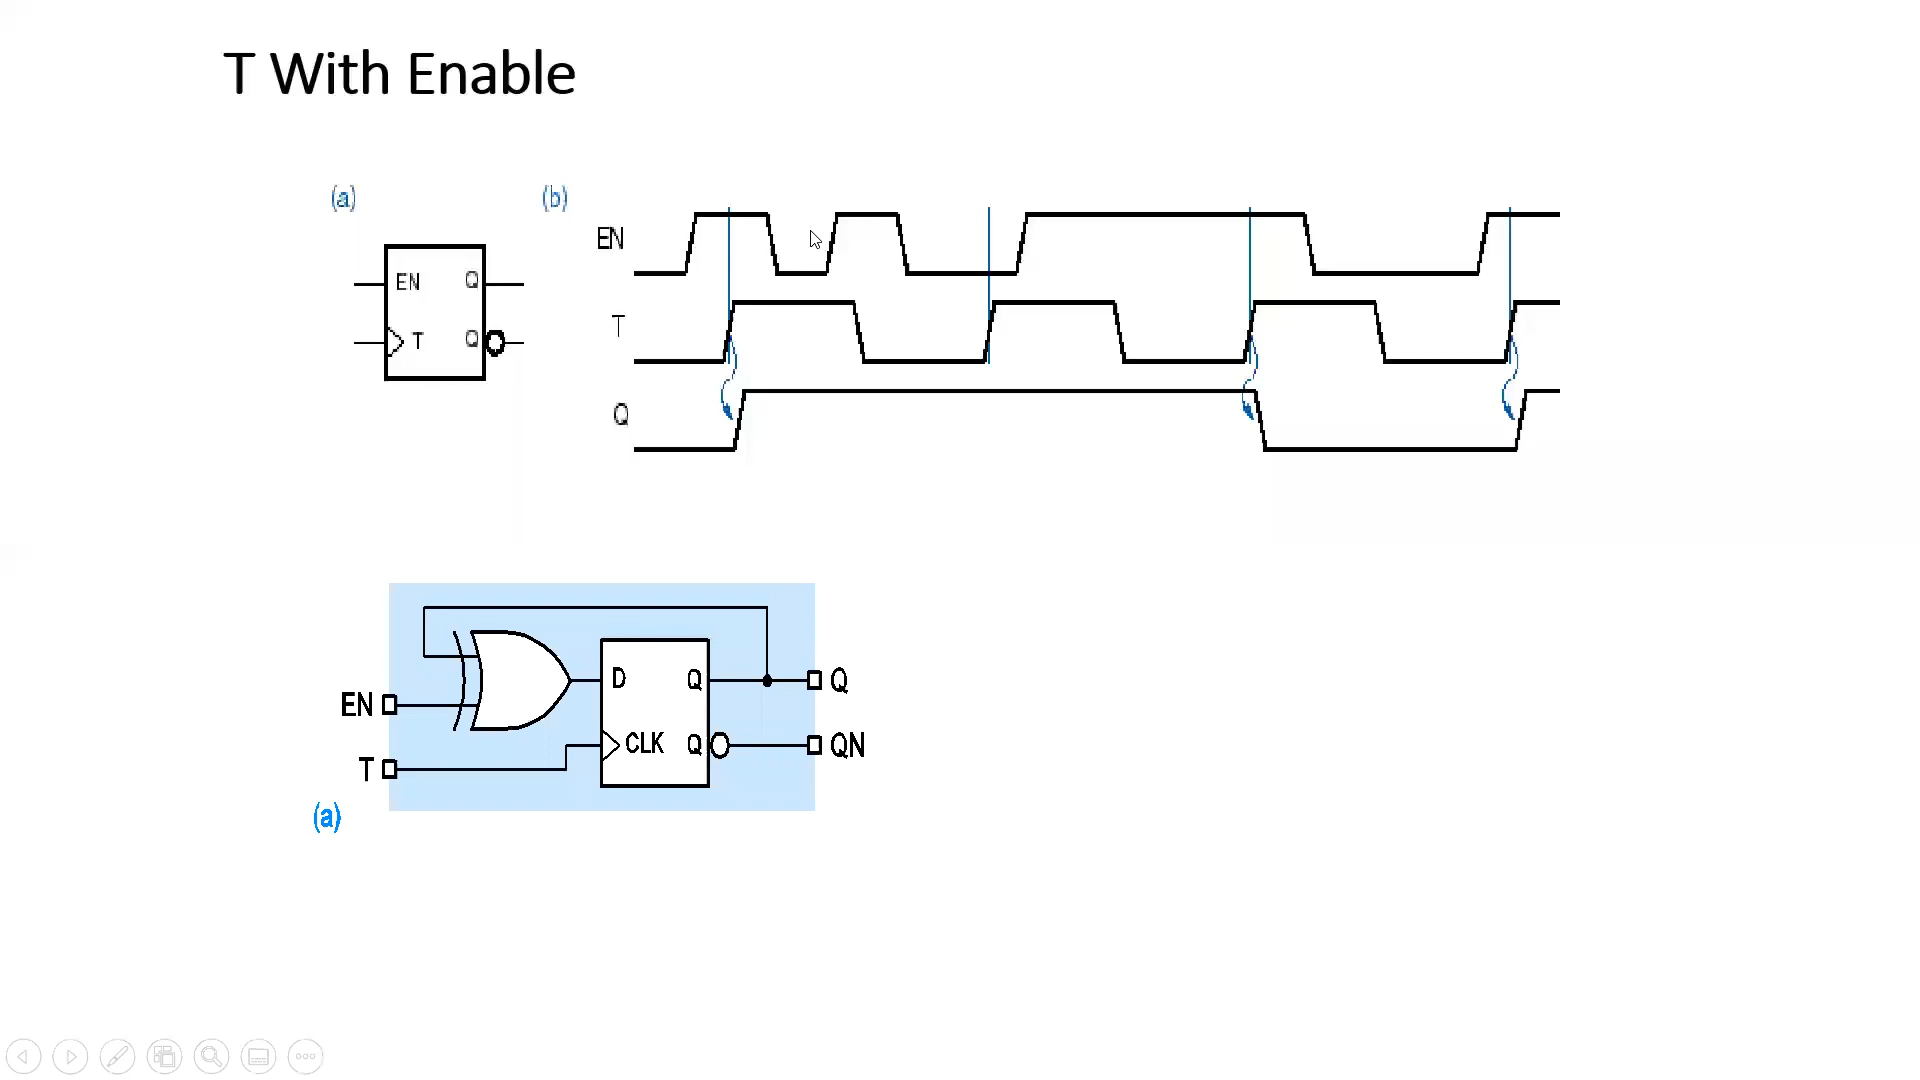 T With Enable
(a)
(b)
EN
EN Q
T
T Q
Q
D Q Q
EN
CLK Q QN
T
(a)